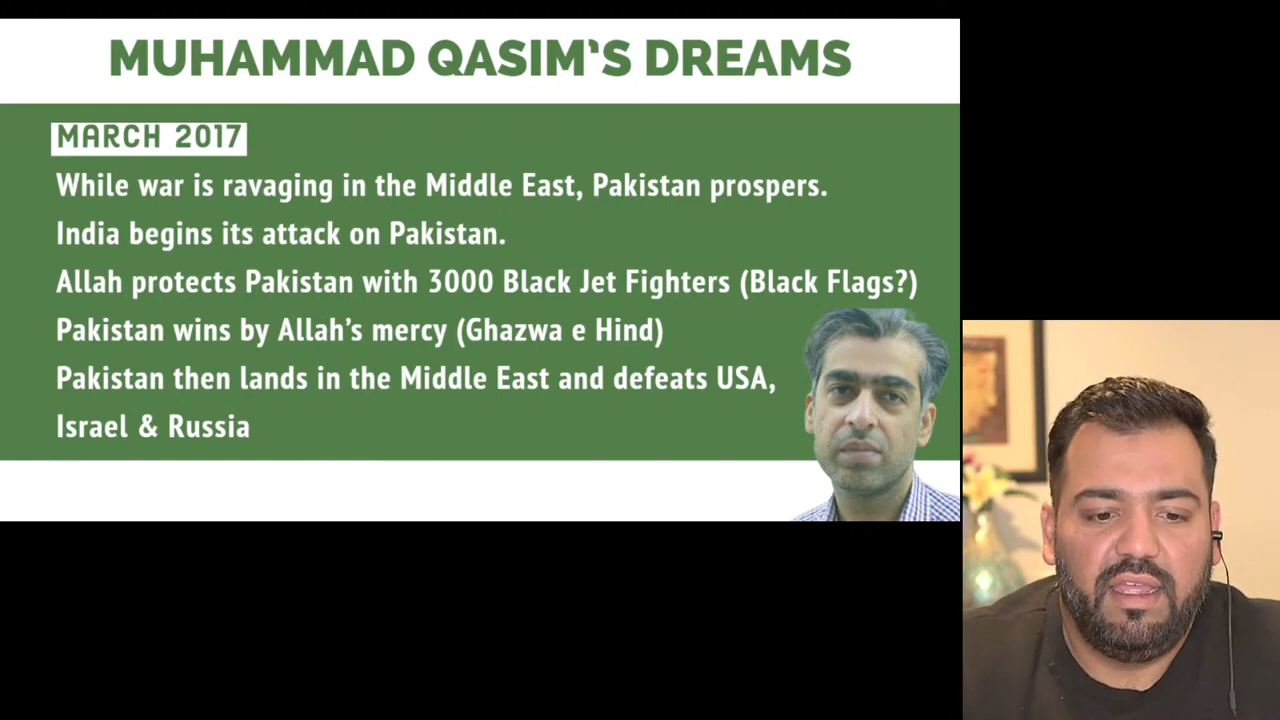 MUHAMMAD QASIM'S DREAMS
MARCH 2017
While war is ravaging in the Middle East, Pakistan prospers.
India begins its attack on Pakistan.
Allah protects Pakistan with 3000 Black Jet Fighters (Black Flags?)
Pakistan wins by Allah's mercy (Ghazwa e Hind)
Pakistan then lands in the Middle East and defeats USA,
Israel & Russia